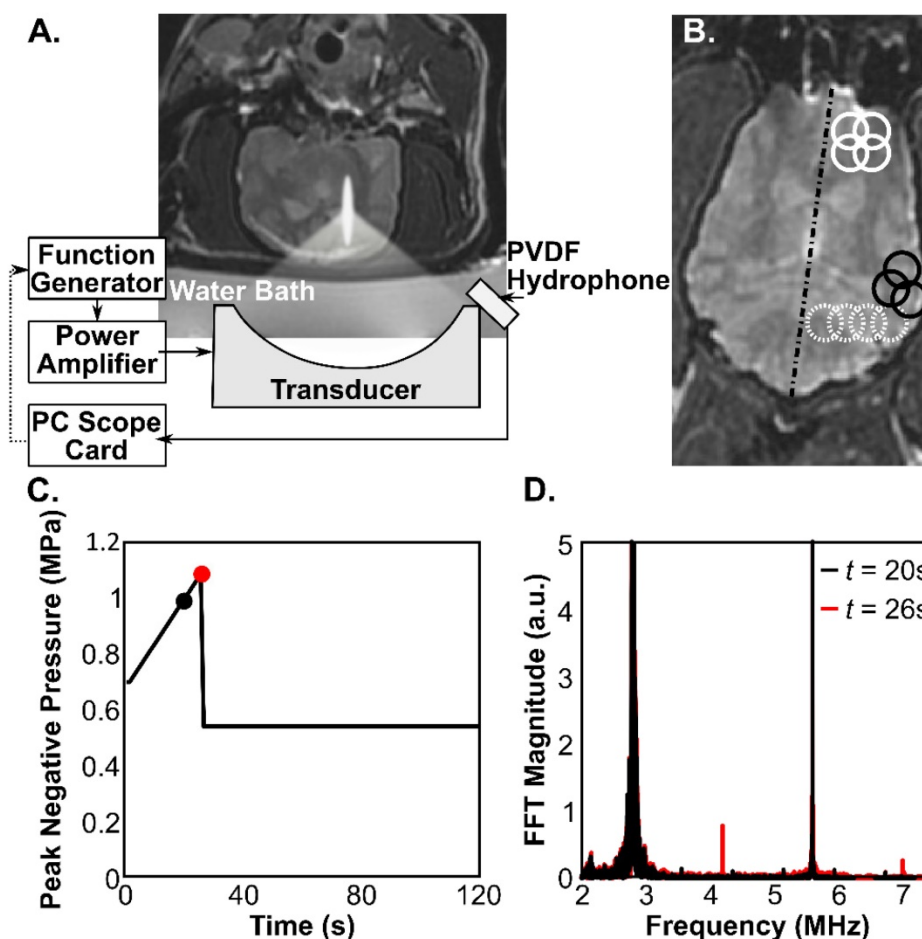 A.
B.
Function
Generator
Power
Amplifier
PC Scope
Card
Water Bath
PVDF
Hydrophone
Transducer
C.
Peak Negative Pressure (MPa)
1.2
1
0.8
0.6
0.4
0.2
0
0 40 80 120
Time (s)
D.
FFT Magnitude (a.u.)
5
4
3
2
1
0
t = 20s
t = 26s
2 3 4 5 6 7
Frequency (MHz)